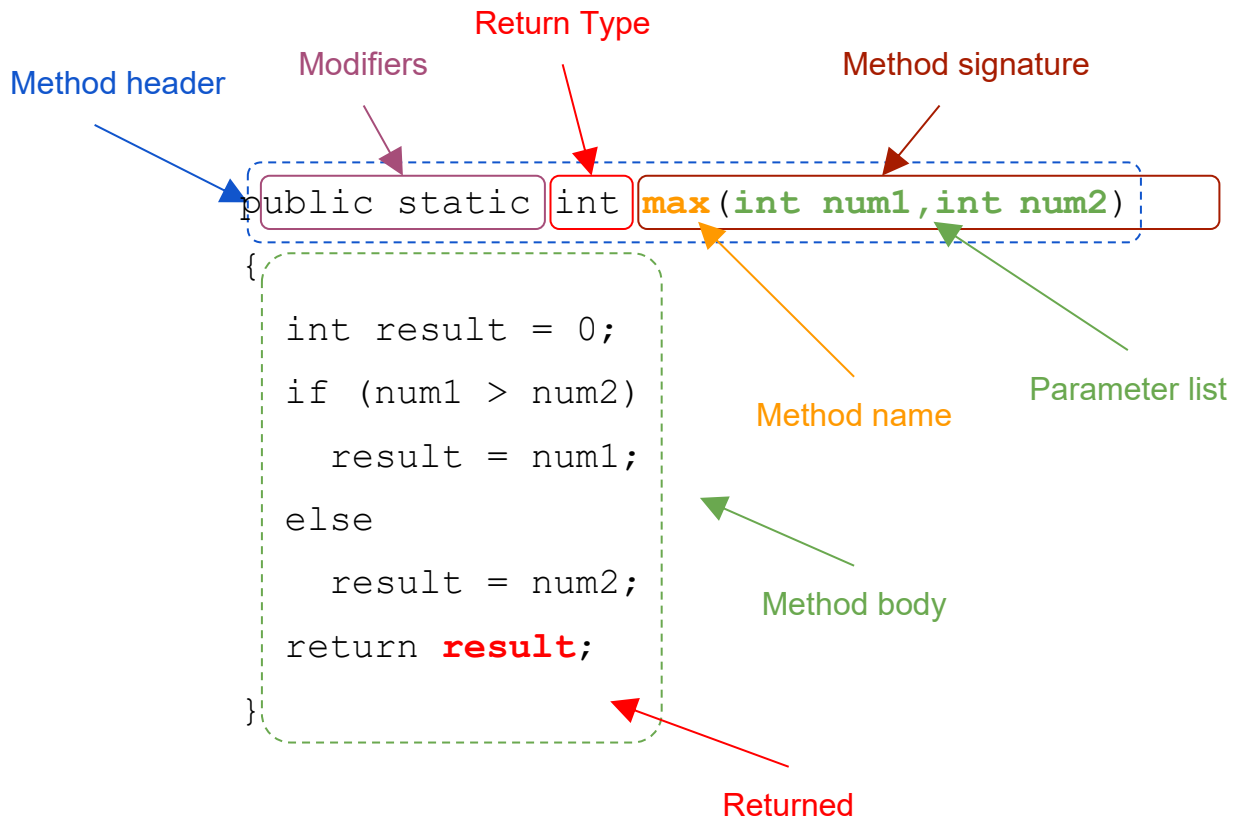 Return Type
Modifiers
Method signature
Method header
public static int max(int num1,int num2)
{
int result = 0;
if (num1 > num2)
result = num1;
else
result = num2;
return result;
}
Method name
Parameter list
Method body
Returned